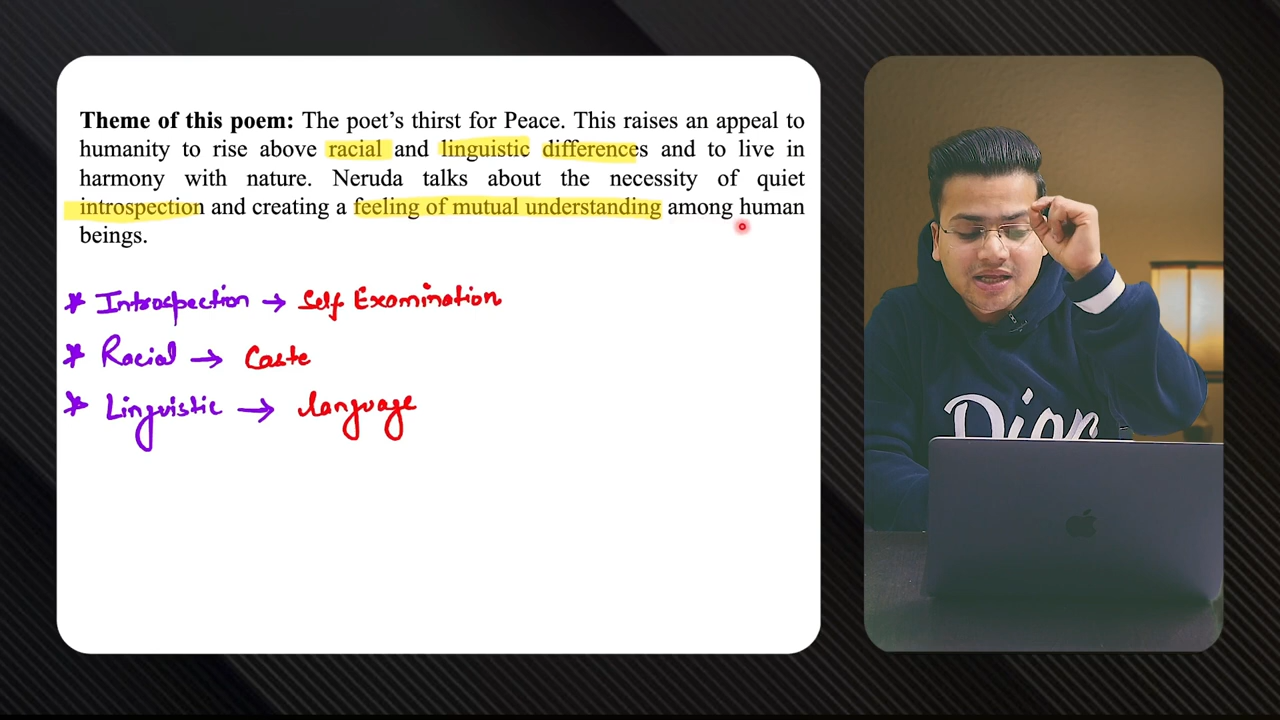 Theme of this poem: The poet’s thirst for Peace. This raises an appeal to
humanity to rise above racial and linguistic differences and to live in
harmony with nature. Neruda talks about the necessity of quiet
introspection and creating a feeling of mutual understanding among human
beings.
* Introspection → Self Examination
* Racial → Caste
* Linguistic → language
Dior